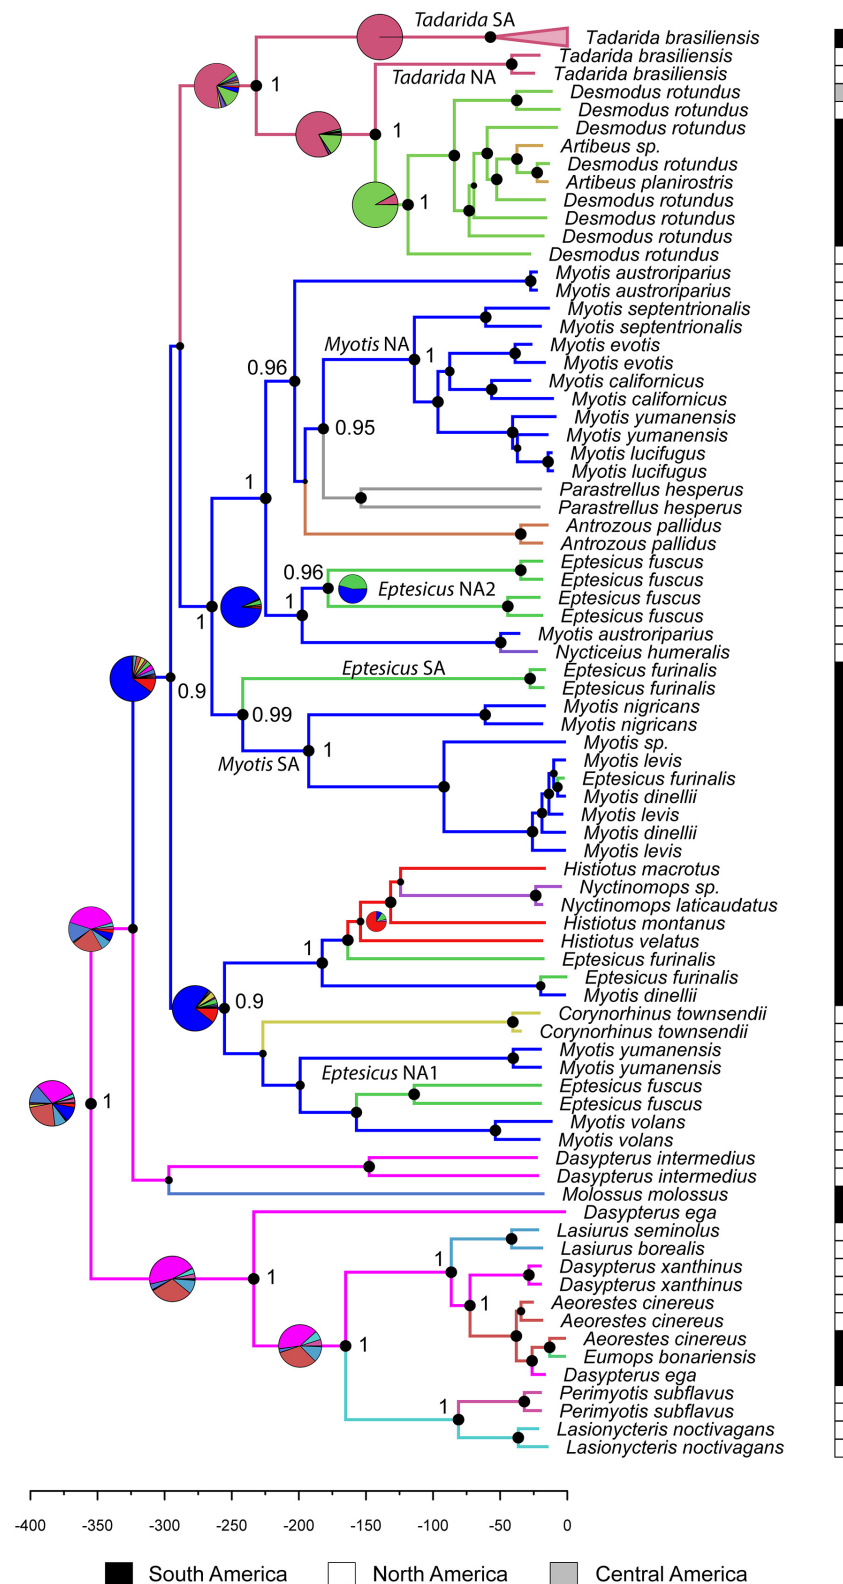 Tadarida SA
Tadarida brasiliensis
Tadarida brasiliensis
Tadarida NA
Tadarida brasiliensis
1
Desmodus rotundus
Desmodus rotundus
Desmodus rotundus
1
Artibeus sp.
Desmodus rotundus
Artibeus planirostris
Desmodus rotundus
1
Desmodus rotundus
Desmodus rotundus
Desmodus rotundus
Myotis austroriparius
Myotis austroriparius
Myotis septentrionalis
Myotis septentrionalis
Myotis NA
Myotis evotis
1
Myotis evotis
0.96
Myotis californicus
Myotis californicus
Myotis yumanensis
0.95
Myotis yumanensis
Myotis lucifugus
Myotis lucifugus
1
Parastrellus hesperus
Parastrellus hesperus
Antrozous pallidus
Antrozous pallidus
Eptesicus fuscus
0.96
Eptesicus fuscus
Eptesicus NA2
1
Eptesicus fuscus
1
Eptesicus fuscus
Myotis austroriparius
Nycticeius humeralis
Eptesicus SA
Eptesicus furinalis
0.9
Eptesicus furinalis
0.99
Myotis nigricans
Myotis nigricans
Myotis sp.
1
Myotis SA
Myotis levis
Eptesicus furinalis
Myotis dinellii
Myotis levis
Myotis dinellii
Myotis levis
Histiotus macrotus
Nyctinomops sp.
Nyctinomops laticaudatus
Histiotus montanus
1
Histiotus velatus
Eptesicus furinalis
Eptesicus furinalis
Myotis dinellii
0.9
Corynorhinus townsendii
Corynorhinus townsendii
Myotis yumanensis
Eptesicus NA1
Myotis yumanensis
Eptesicus fuscus
1
Eptesicus fuscus
Myotis volans
Myotis volans
Dasypterus intermedius
Dasypterus intermedius
Molossus molossus
Dasypterus ega
Lasiurus seminolus
1
Lasiurus borealis
Dasypterus xanthinus
1
Dasypterus xanthinus
1
Aeorestes cinereus
Aeorestes cinereus
1
Aeorestes cinereus
Eumops bonariensis
Dasypterus ega
Perimyotis subflavus
1
Perimyotis subflavus
Lasionycteris noctivagans
Lasionycteris noctivagans
-400 -350 -300 -250 -200 -150 -100 -50 0
South America North America Central America